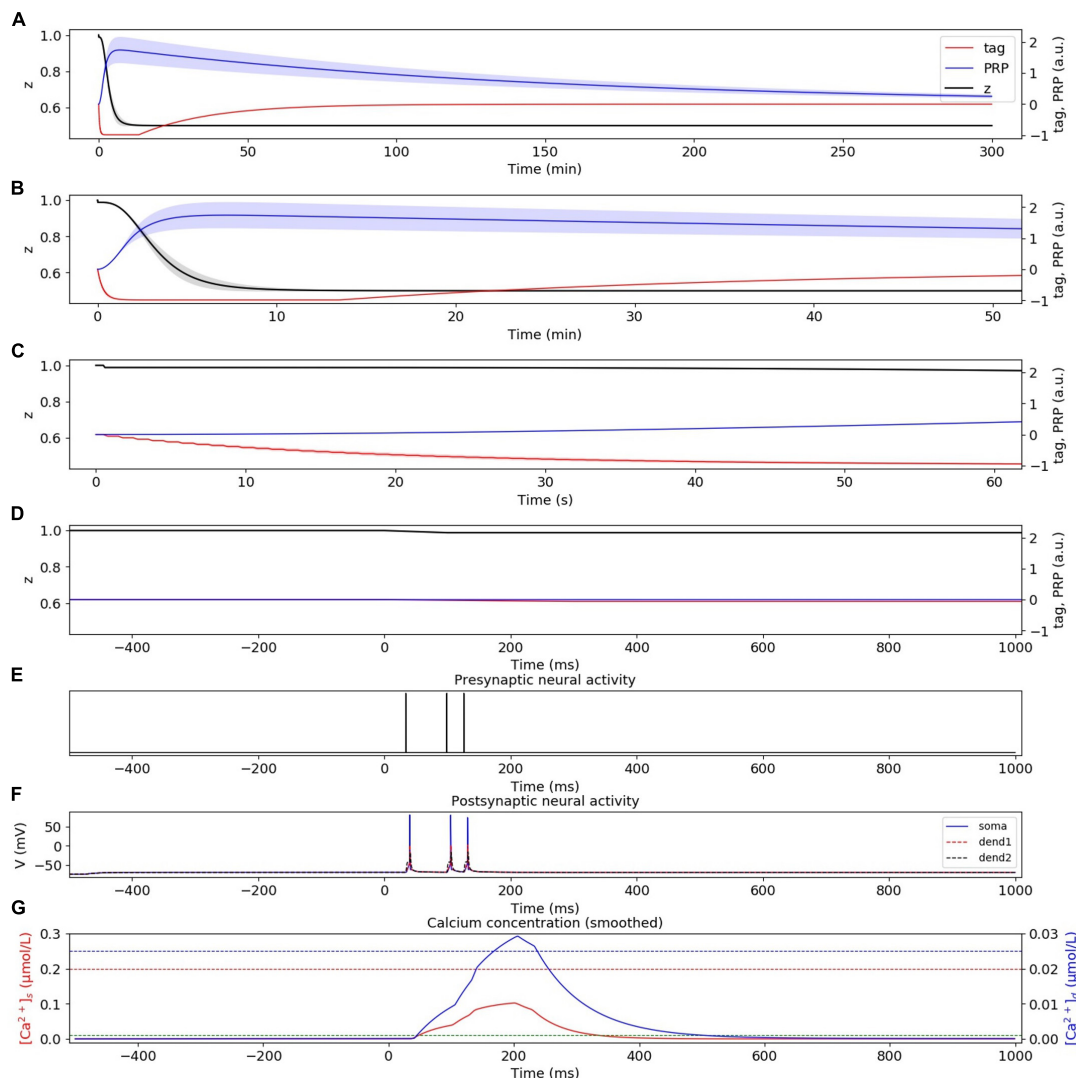 A
1.0
0.8
0.6
z
2
1
0
−1
tag, PRP (a.u.)
tag
PRP
z
0 50 100 150 200 250 300
Time (min)
B
1.0
0.8
0.6
z
2
1
0
−1
tag, PRP (a.u.)
0 10 20 30 40 50
Time (min)
C
1.0
0.8
0.6
z
2
1
0
−1
tag, PRP (a.u.)
0 10 20 30 40 50 60
Time (s)
D
1.0
0.8
0.6
z
2
1
0
−1
tag, PRP (a.u.)
−400 −200 0 200 400 600 800 1000
Time (ms)
E
Presynaptic neural activity
−400 −200 0 200 400 600 800 1000
Time (ms)
F
Postsynaptic neural activity
50
0
−50
V (mV)
soma
dend1
dend2
−400 −200 0 200 400 600 800 1000
Time (ms)
G
Calcium concentration (smoothed)
0.3
0.2
0.1
0.0
[Ca²⁺]ₛ (μmol/L)
0.03
0.02
0.01
0.00
[Ca²⁺]_d (μmol/L)
−400 −200 0 200 400 600 800 1000
Time (ms)